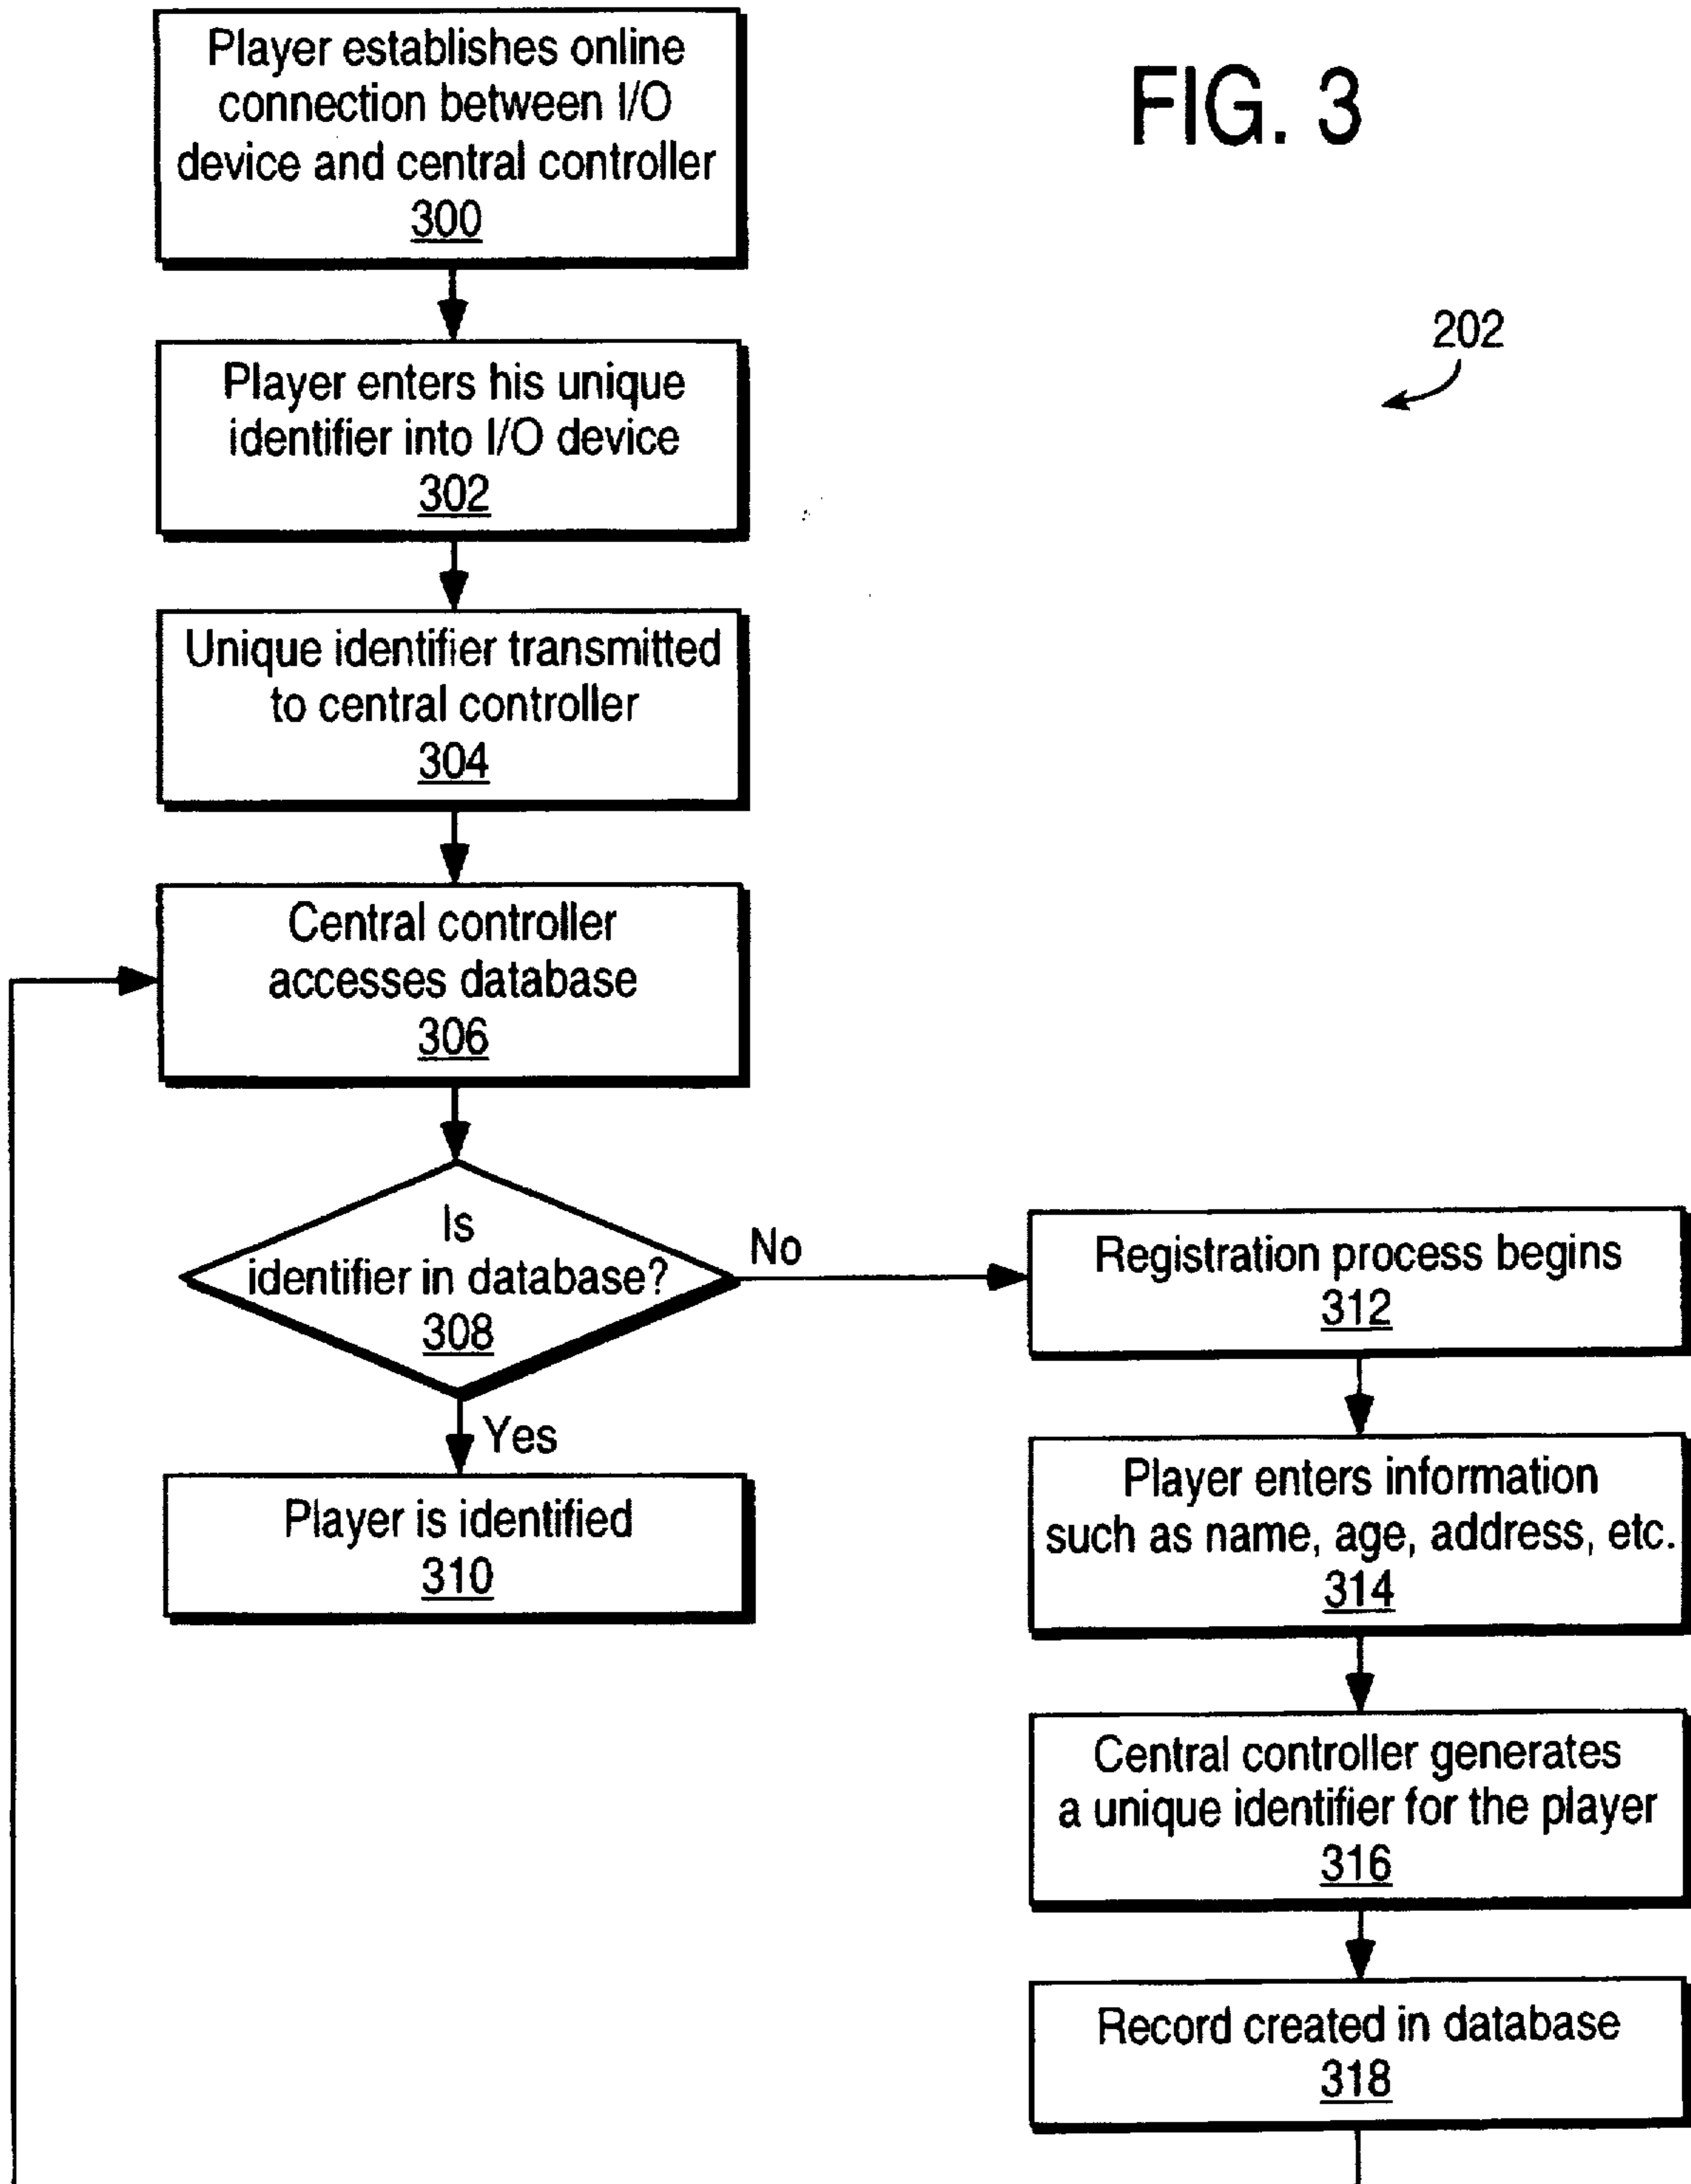 Player establishes online
connection between I/O
device and central controller
300
FIG. 3
202
Player enters his unique
identifier into I/O device
302
Unique identifier transmitted
to central controller
304
Central controller
accesses database
306
Is
identifier in database?
308
No
Yes
Player is identified
310
Registration process begins
312
Player enters information
such as name, age, address, etc.
314
Central controller generates
a unique identifier for the player
316
Record created in database
318